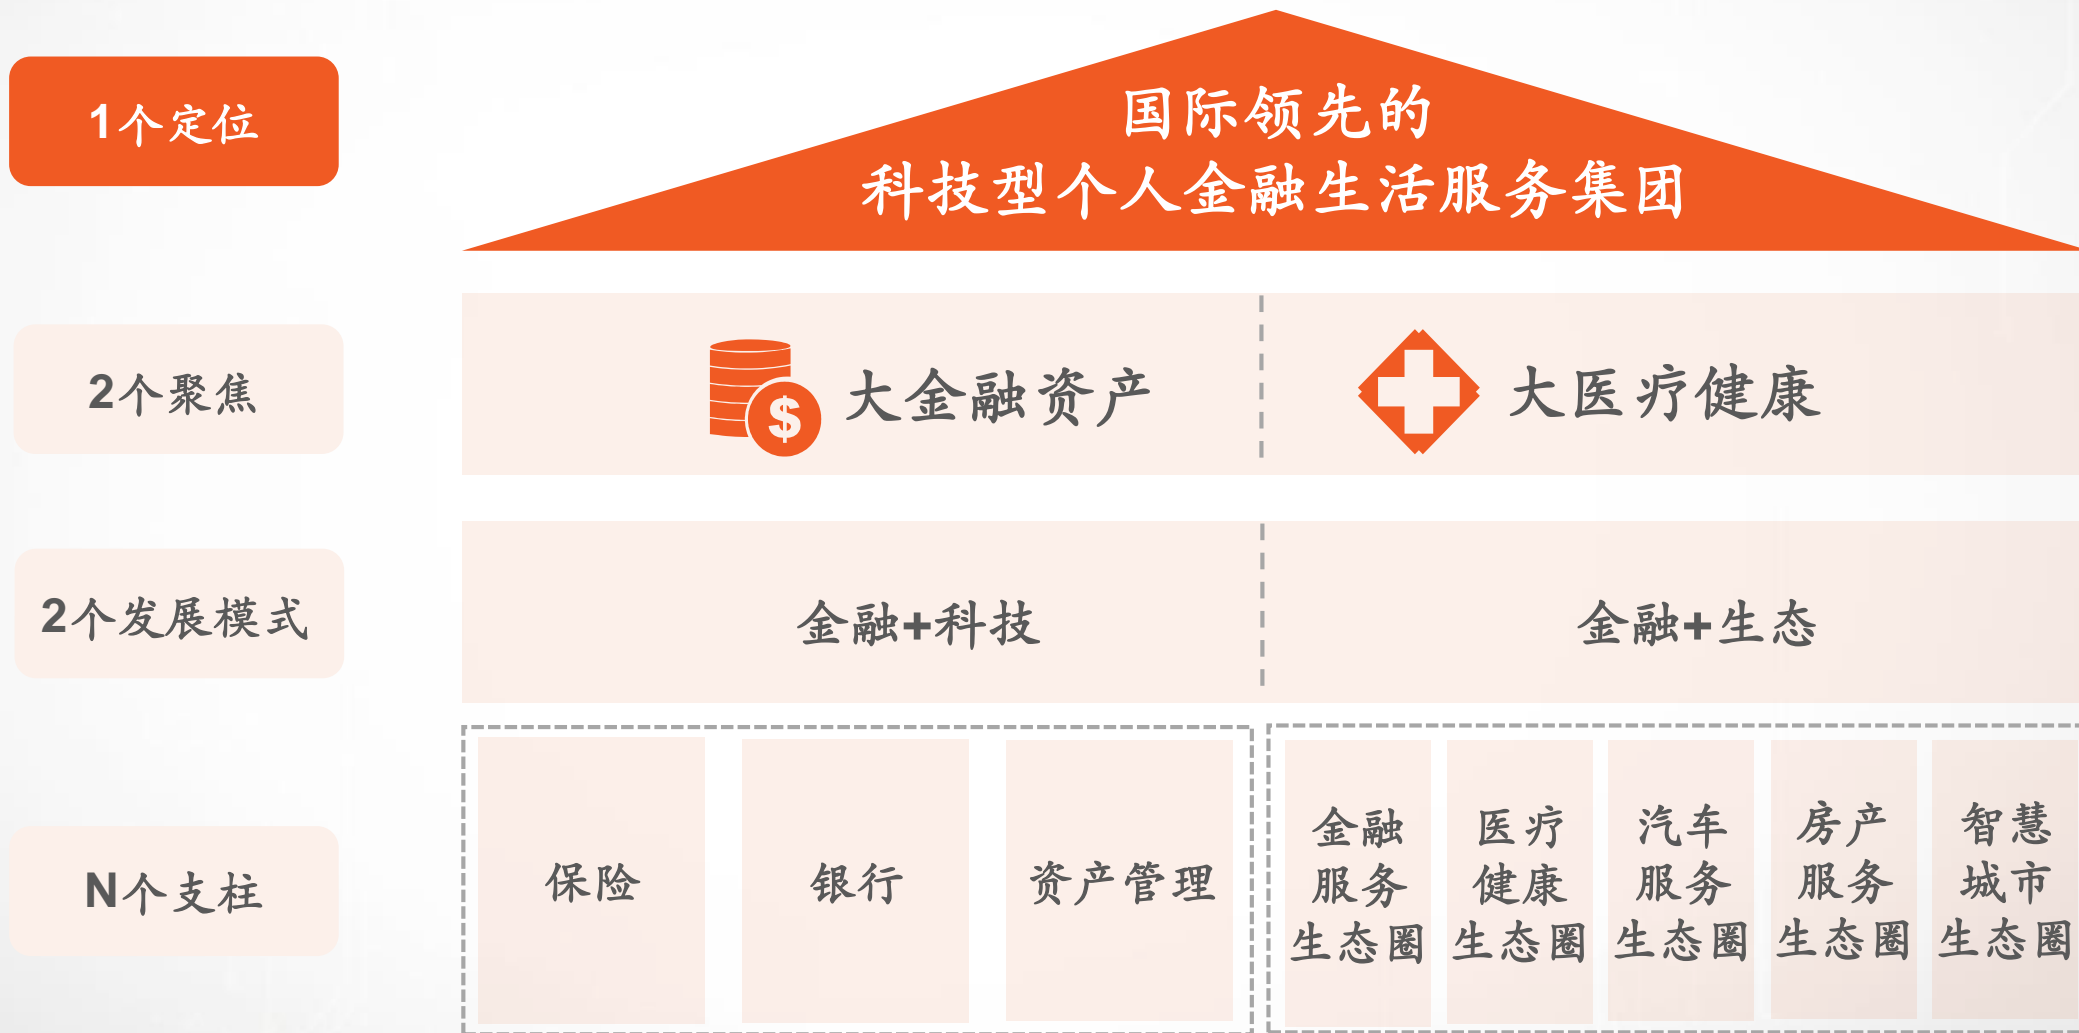 1个定位
国际领先的
科技型个人金融生活服务集团
2个聚焦
$
大金融资产
大医疗健康
2个发展模式
金融+科技
金融+生态
N个支柱
保险
银行
资产管理
金融
服务
生态圈
医疗
健康
生态圈
汽车
服务
生态圈
房产
服务
生态圈
智慧
城市
生态圈